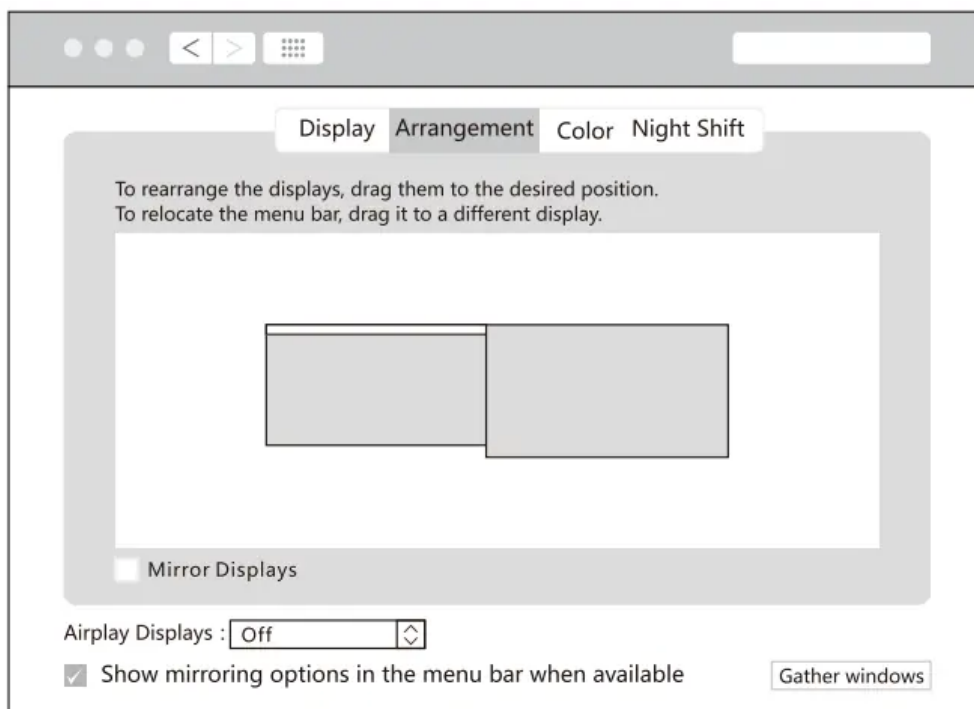 Display Arrangement Color Night Shift
To rearrange the displays, drag them to the desired position.
To relocate the menu bar, drag it to a different display.
Mirror Displays
Airplay Displays : Off
Show mirroring options in the menu bar when available
Gather windows